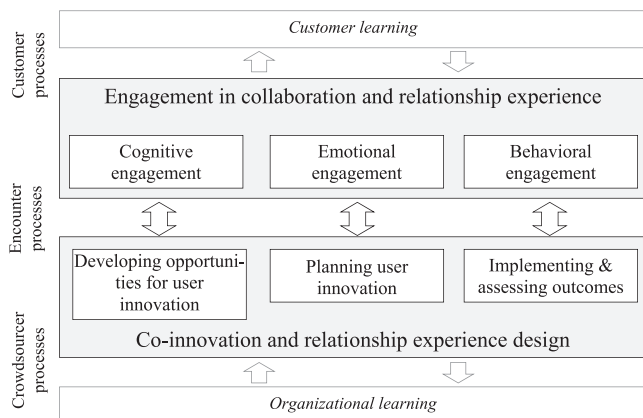 Customer processes
Customer learning
Engagement in collaboration and relationship experience
Cognitive
engagement
Emotional
engagement
Behavioral
engagement
Encounter
processes
Developing opportuni-
ties for user
innovation
Planning user
innovation
Implementing &
assessing outcomes
Co-innovation and relationship experience design
Crowdsourcer
processes
Organizational learning